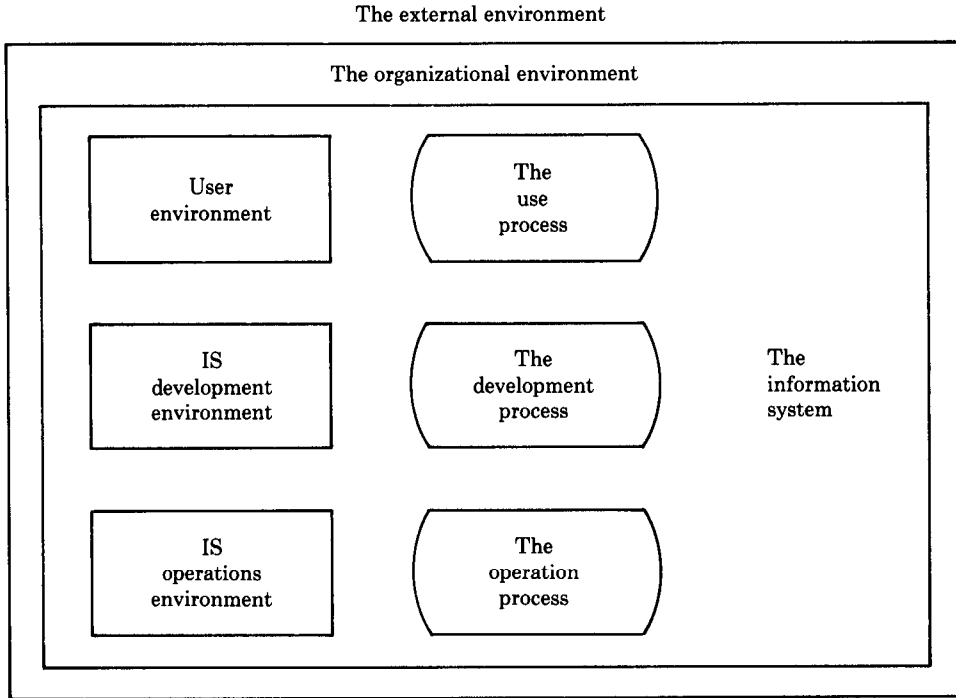 The external environment
The organizational environment
User
environment
The
use
process
IS
development
environment
The
development
process
The
information
system
IS
operations
environment
The
operation
process